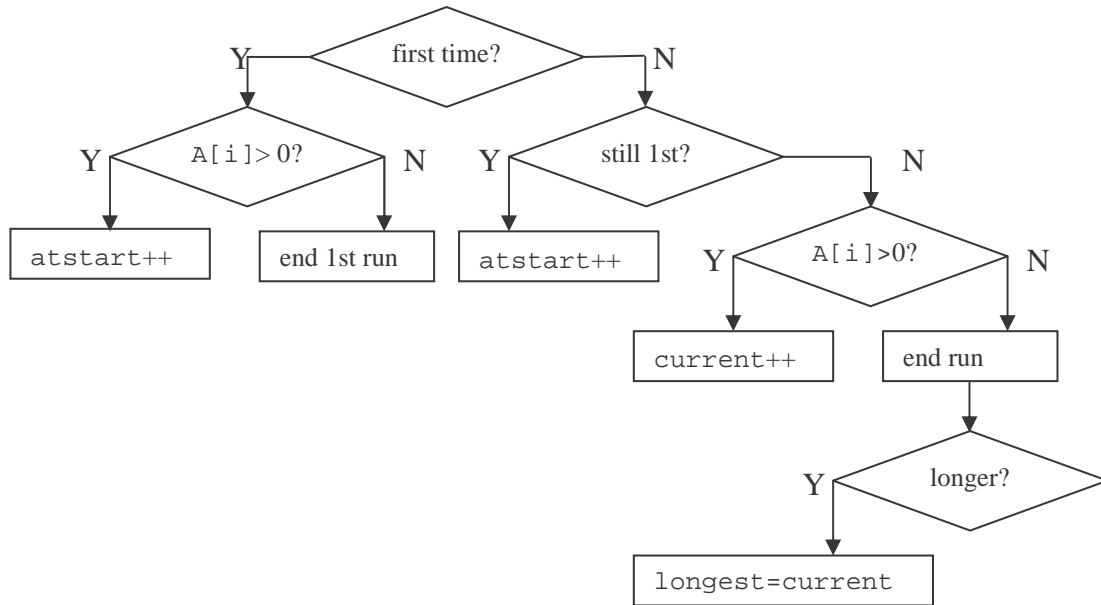 first time?
Y
N
A[i]> 0?
still 1st?
Y
N
Y
N
atstart++
end 1st run
atstart++
A[i]>0?
Y
N
current++
end run
longer?
Y
longest=current